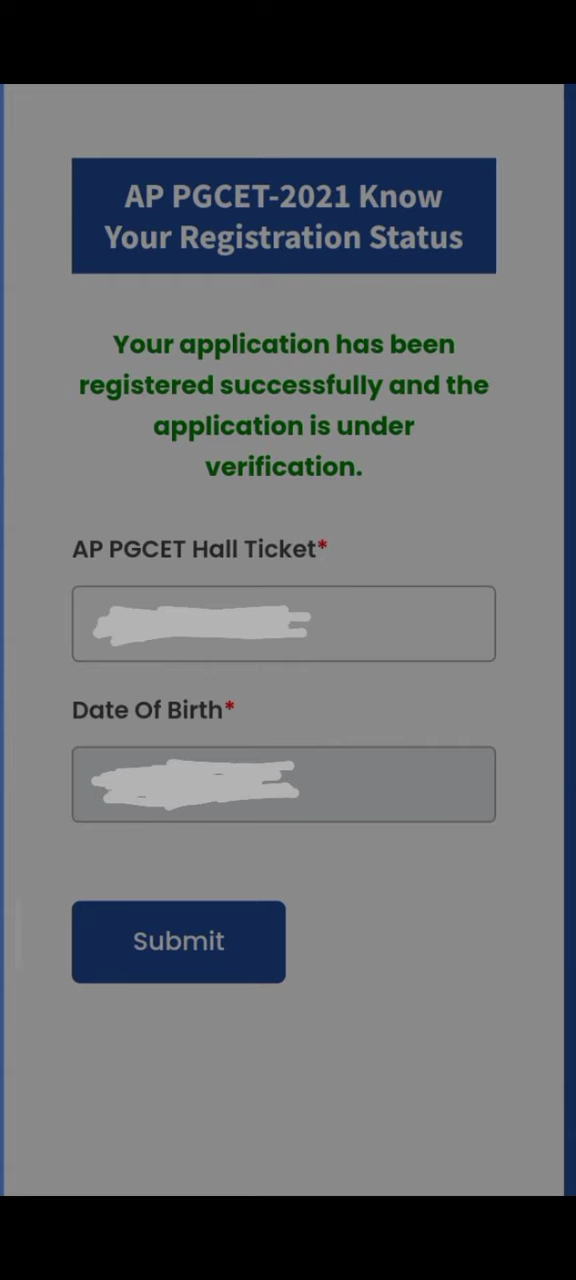 AP PGCET-2021 Know
Your Registration Status
Your application has been
registered successfully and the
application is under
verification.
AP PGCET Hall Ticket*
Date Of Birth*
Submit